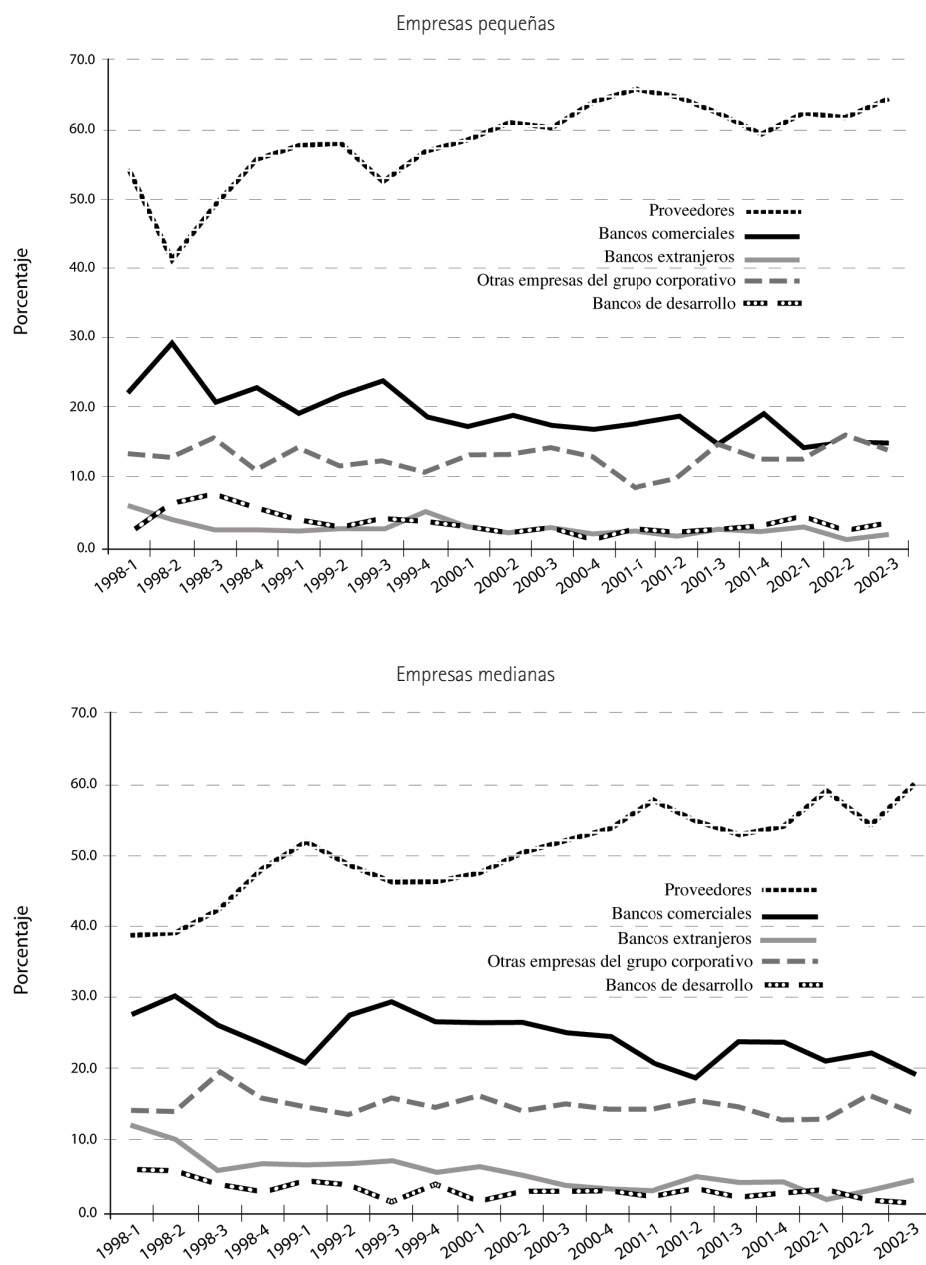 Empresas pequeñas
70.0
60.0
50.0
40.0
30.0
20.0
10.0
0.0
Porcentaje
Proveedores
Bancos comerciales
Bancos extranjeros
Otras empresas del grupo corporativo
Bancos de desarrollo
1998-1 1998-2 1998-3 1998-4 1999-1 1999-2 1999-3 1999-4 2000-1 2000-2 2000-3 2000-4 2001-1 2001-2 2001-3 2001-4 2002-1 2002-2 2002-3
Empresas medianas
70.0
60.0
50.0
40.0
30.0
20.0
10.0
0.0
Porcentaje
Proveedores
Bancos comerciales
Bancos extranjeros
Otras empresas del grupo corporativo
Bancos de desarrollo
1998-1 1998-2 1998-3 1998-4 1999-1 1999-2 1999-3 1999-4 2000-1 2000-2 2000-3 2000-4 2001-1 2001-2 2001-3 2001-4 2002-1 2002-2 2002-3